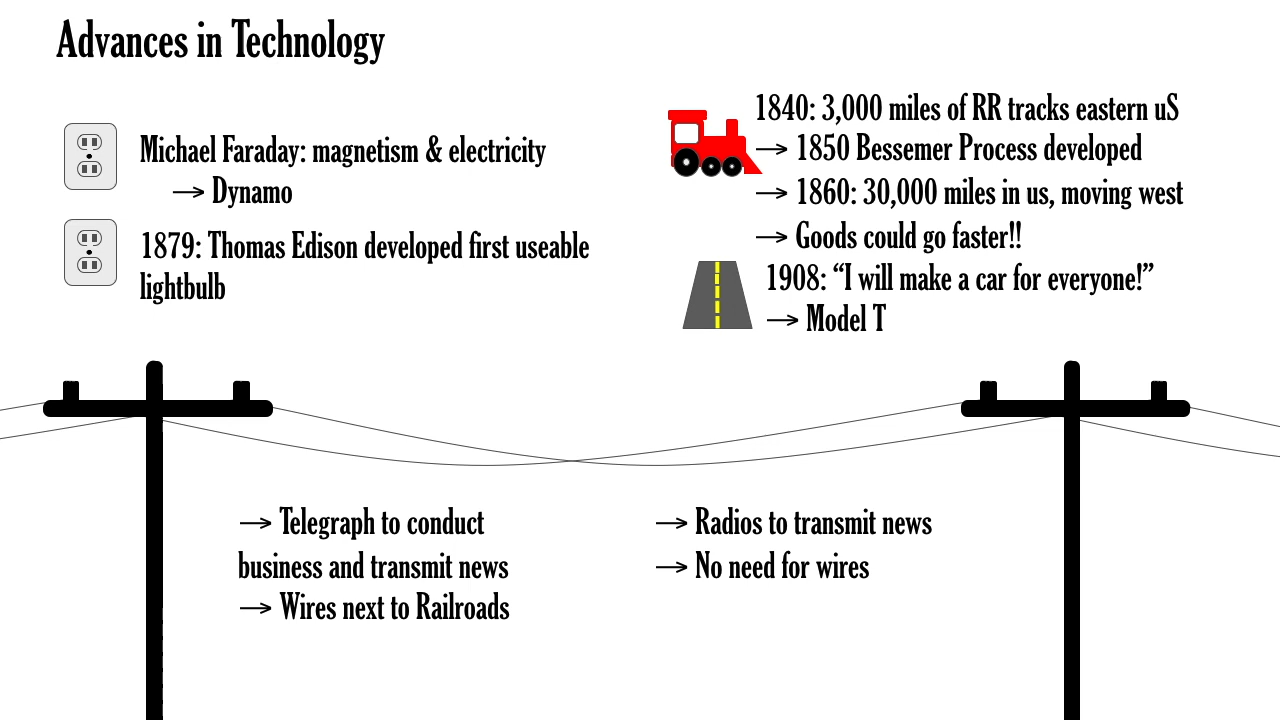 Advances in Technology
Michael Faraday: magnetism & electricity
→ Dynamo
1879: Thomas Edison developed first useable
lightbulb
1840: 3,000 miles of RR tracks eastern uS
→ 1850 Bessemer Process developed
→ 1860: 30,000 miles in us, moving west
→ Goods could go faster!!
1908: “I will make a car for everyone!”
→ Model T
→ Telegraph to conduct
business and transmit news
→ Wires next to Railroads
→ Radios to transmit news
→ No need for wires